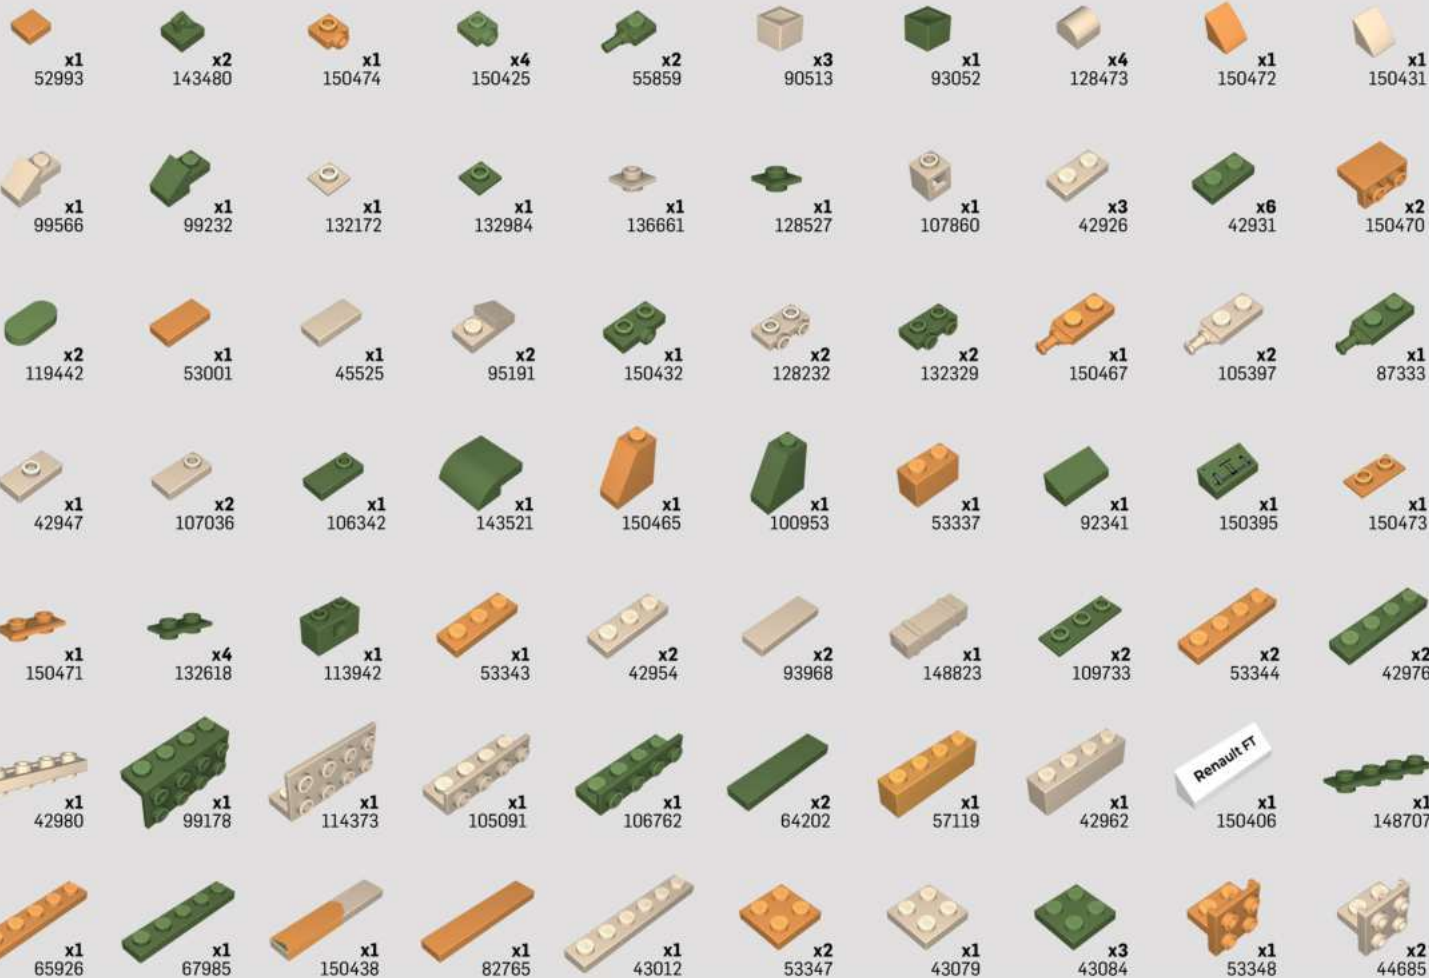 x1 x2 x1 x4 x2 x3 x1 x4 x1 x1
52993 143480 150474 150425 55859 90513 93052 128473 150472 150431
x1 x1 x1 x1 x1 x1 x1 x3 x6 x2
99566 99232 132172 132984 136661 128527 107860 42926 42931 150470
x2 x1 x1 x2 x1 x2 x2 x1 x2 x1
119442 53001 45525 95191 150432 128232 132329 150467 105397 87333
x1 x2 x1 x1 x1 x1 x1 x1 x1 x1
42947 107036 106342 143521 150465 100953 53337 92341 150395 150473
x1 x4 x1 x1 x2 x2 x1 x2 x2 x2
150471 132618 113942 53343 42954 93968 148823 109733 53344 42976
Renault FT
x1 x1 x1 x1 x1 x2 x1 x1 x1 x1
42980 99178 114373 105091 106762 64202 57119 42962 150406 148707
x1 x1 x1 x1 x1 x2 x1 x3 x1 x2
65926 67985 150438 82765 43012 53347 43079 43084 53348 44695